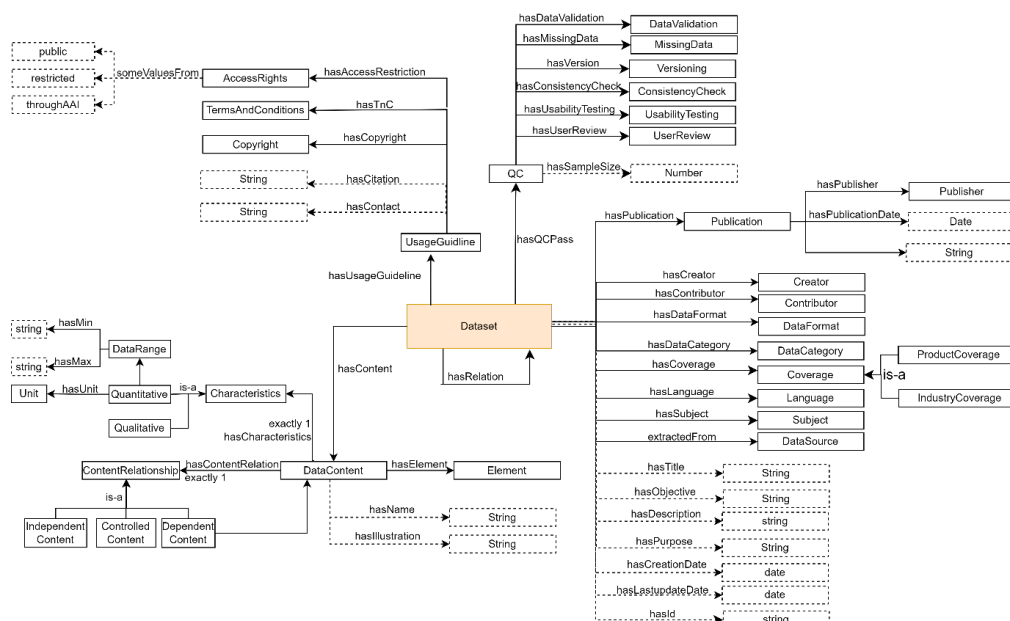 public
restricted
throughAAI
someValuesFrom
AccessRights
hasAccessRestriction
TermsAndConditions
hasTnC
Copyright
hasCopyright
String
hasCitation
String
hasContact
UsageGuidline
hasUsageGuideline
hasDataValidation
DataValidation
hasMissingData
MissingData
hasVersion
Versioning
hasConsistencyCheck
ConsistencyCheck
hasUsabilityTesting
UsabilityTesting
hasUserReview
UserReview
QC
hasSampleSize
Number
hasQCPass
hasPublication
Publication
hasPublisher
Publisher
hasPublicationDate
Date
String
Dataset
hasRelation
hasContent
hasCreator
Creator
hasContributor
Contributor
hasDataFormat
DataFormat
hasDataCategory
DataCategory
hasCoverage
Coverage
is-a
ProductCoverage
IndustryCoverage
hasLanguage
Language
hasSubject
Subject
extractedFrom
DataSource
hasTitle
String
hasObjective
String
hasDescription
string
hasPurpose
String
hasCreationDate
date
hasLastupdateDate
date
hasId
string
string
hasMin
string
hasMax
DataRange
Unit
hasUnit
Quantitative
is-a
Characteristics
Qualitative
exactly 1
hasCharacteristics
ContentRelationship
hasContentRelation
exactly 1
DataContent
hasElement
Element
is-a
Independent
Content
Controlled
Content
Dependent
Content
hasName
String
hasIllustration
String